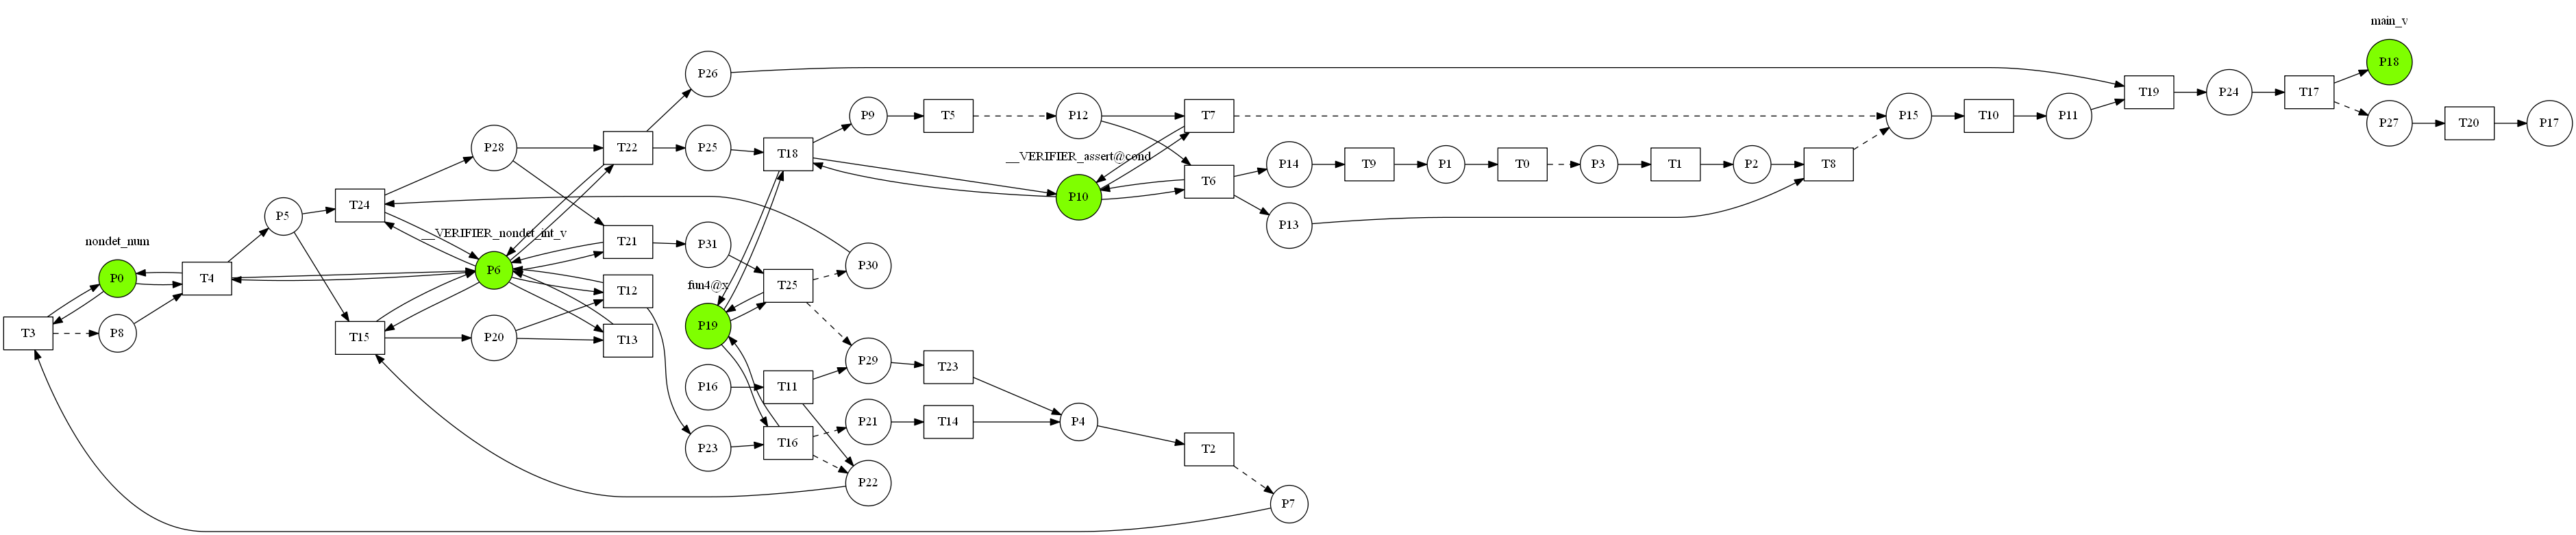 main_v
P18
P26
T19
P24
T17
P28
T22
P25
T18
P9
T5
P12
T7
P15
T10
P11
P27
T20
P17
__VERIFIER_assert@cond
P10
T6
P14
T9
P1
T0
P3
T1
P2
T8
P13
P5
T24
__VERIFIER_nondet_int_v
T21
P31
P30
nondet_num
P0
T4
P6
T12
fun4@x
T25
T3
P8
T15
P20
T13
P19
P29
T23
P16
T11
P21
T14
P4
P23
T16
T2
P22
P7